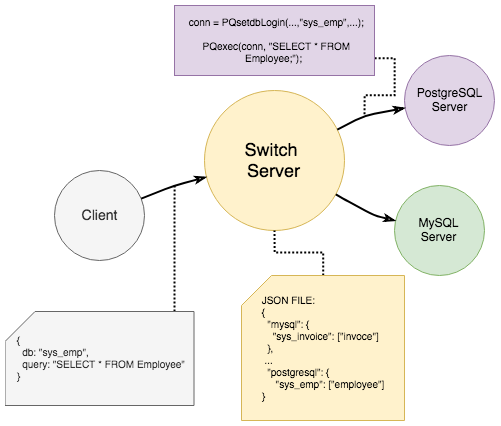 conn = PQsetdbLogin(...,"sys_emp",...);
PQexec(conn, "SELECT * FROM
Employee;");
PostgreSQL
Server
Switch
Server
Client
MySQL
Server
{
db: "sys_emp",
query: "SELECT * FROM Employee"
}
JSON FILE:
{
"mysql": {
"sys_invoice": ["invoce"]
},
...
"postgresql": {
"sys_emp": ["employee"]
}